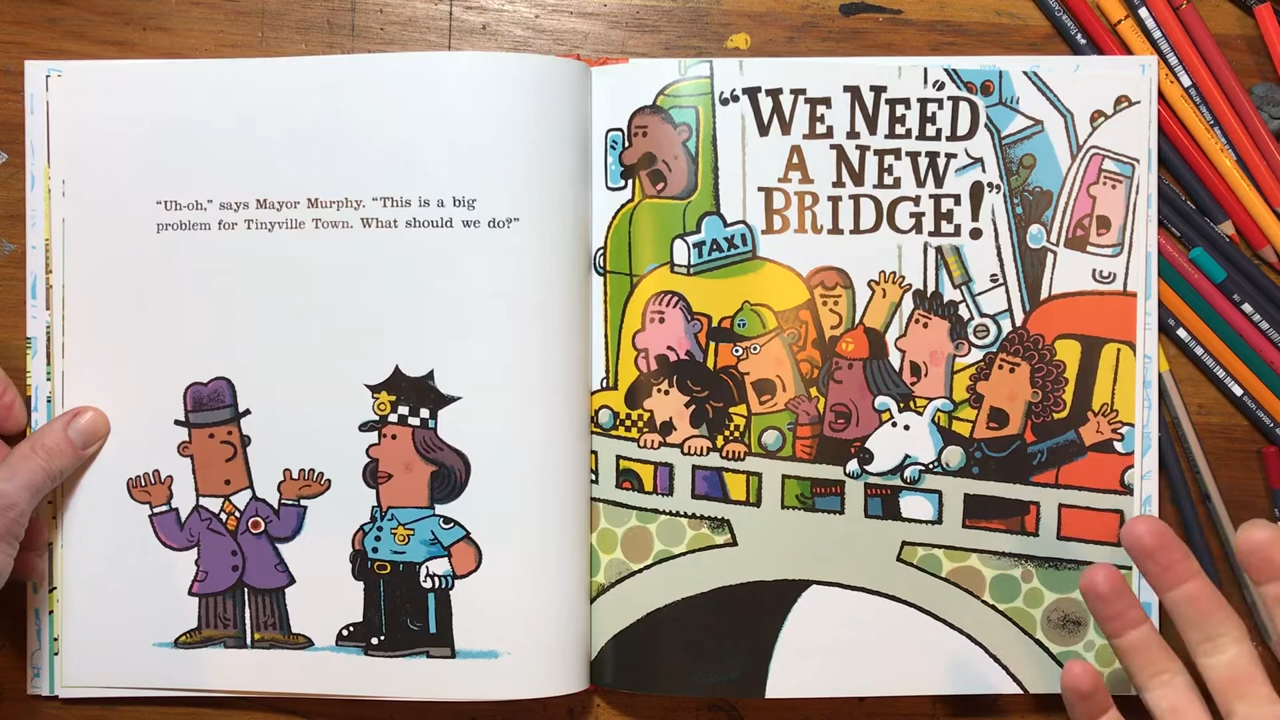 “Uh-oh,” says Mayor Murphy. “This is a big
problem for Tinyville Town. What should we do?”
“WE NEED
A NEW
BRIDGE!”
TAXI